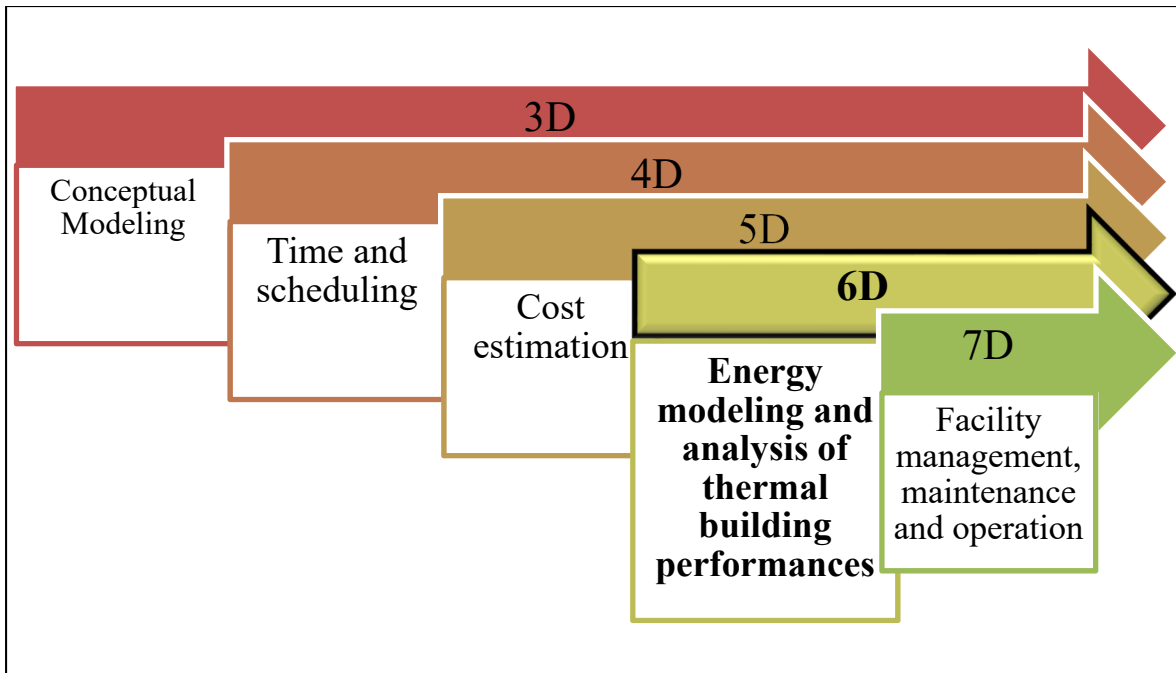 3D
Conceptual
Modeling
4D
Time and
scheduling
5D
Cost
estimation
6D
Energy
modeling and
analysis of
thermal
building
performances
7D
Facility
management,
maintenance
and operation